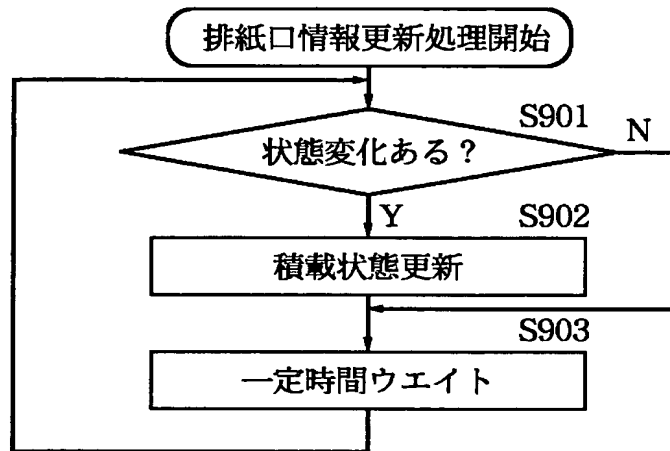 排紙口情報更新処理開始
S901
状態変化ある？
N
Y
S902
積載状態更新
S903
一定時間ウエイト